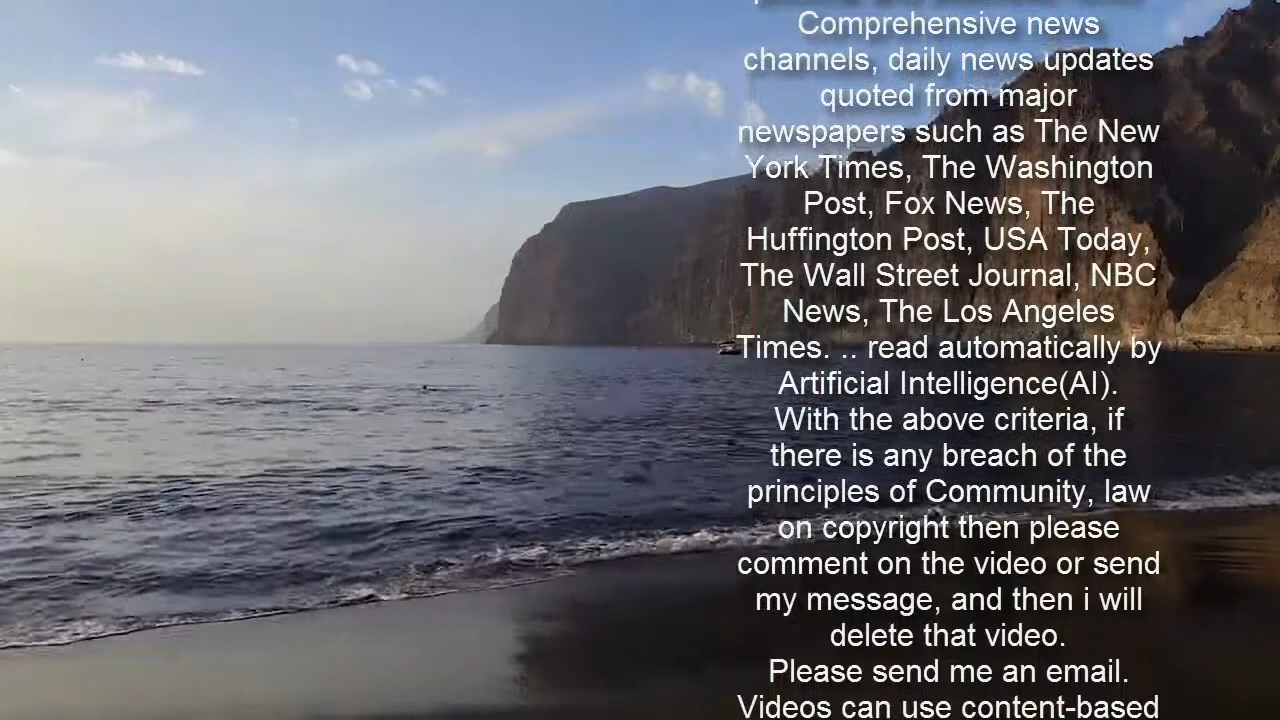 Comprehensive news
channels, daily news updates
quoted from major
newspapers such as The New
York Times, The Washington
Post, Fox News, The
Huffington Post, USA Today,
The Wall Street Journal, NBC
News, The Los Angeles
Times. .. read automatically by
Artificial Intelligence(AI).
With the above criteria, if
there is any breach of the
principles of Community, law
on copyright then please
comment on the video or send
my message, and then i will
delete that video.
Please send me an email.
Videos can use content-based